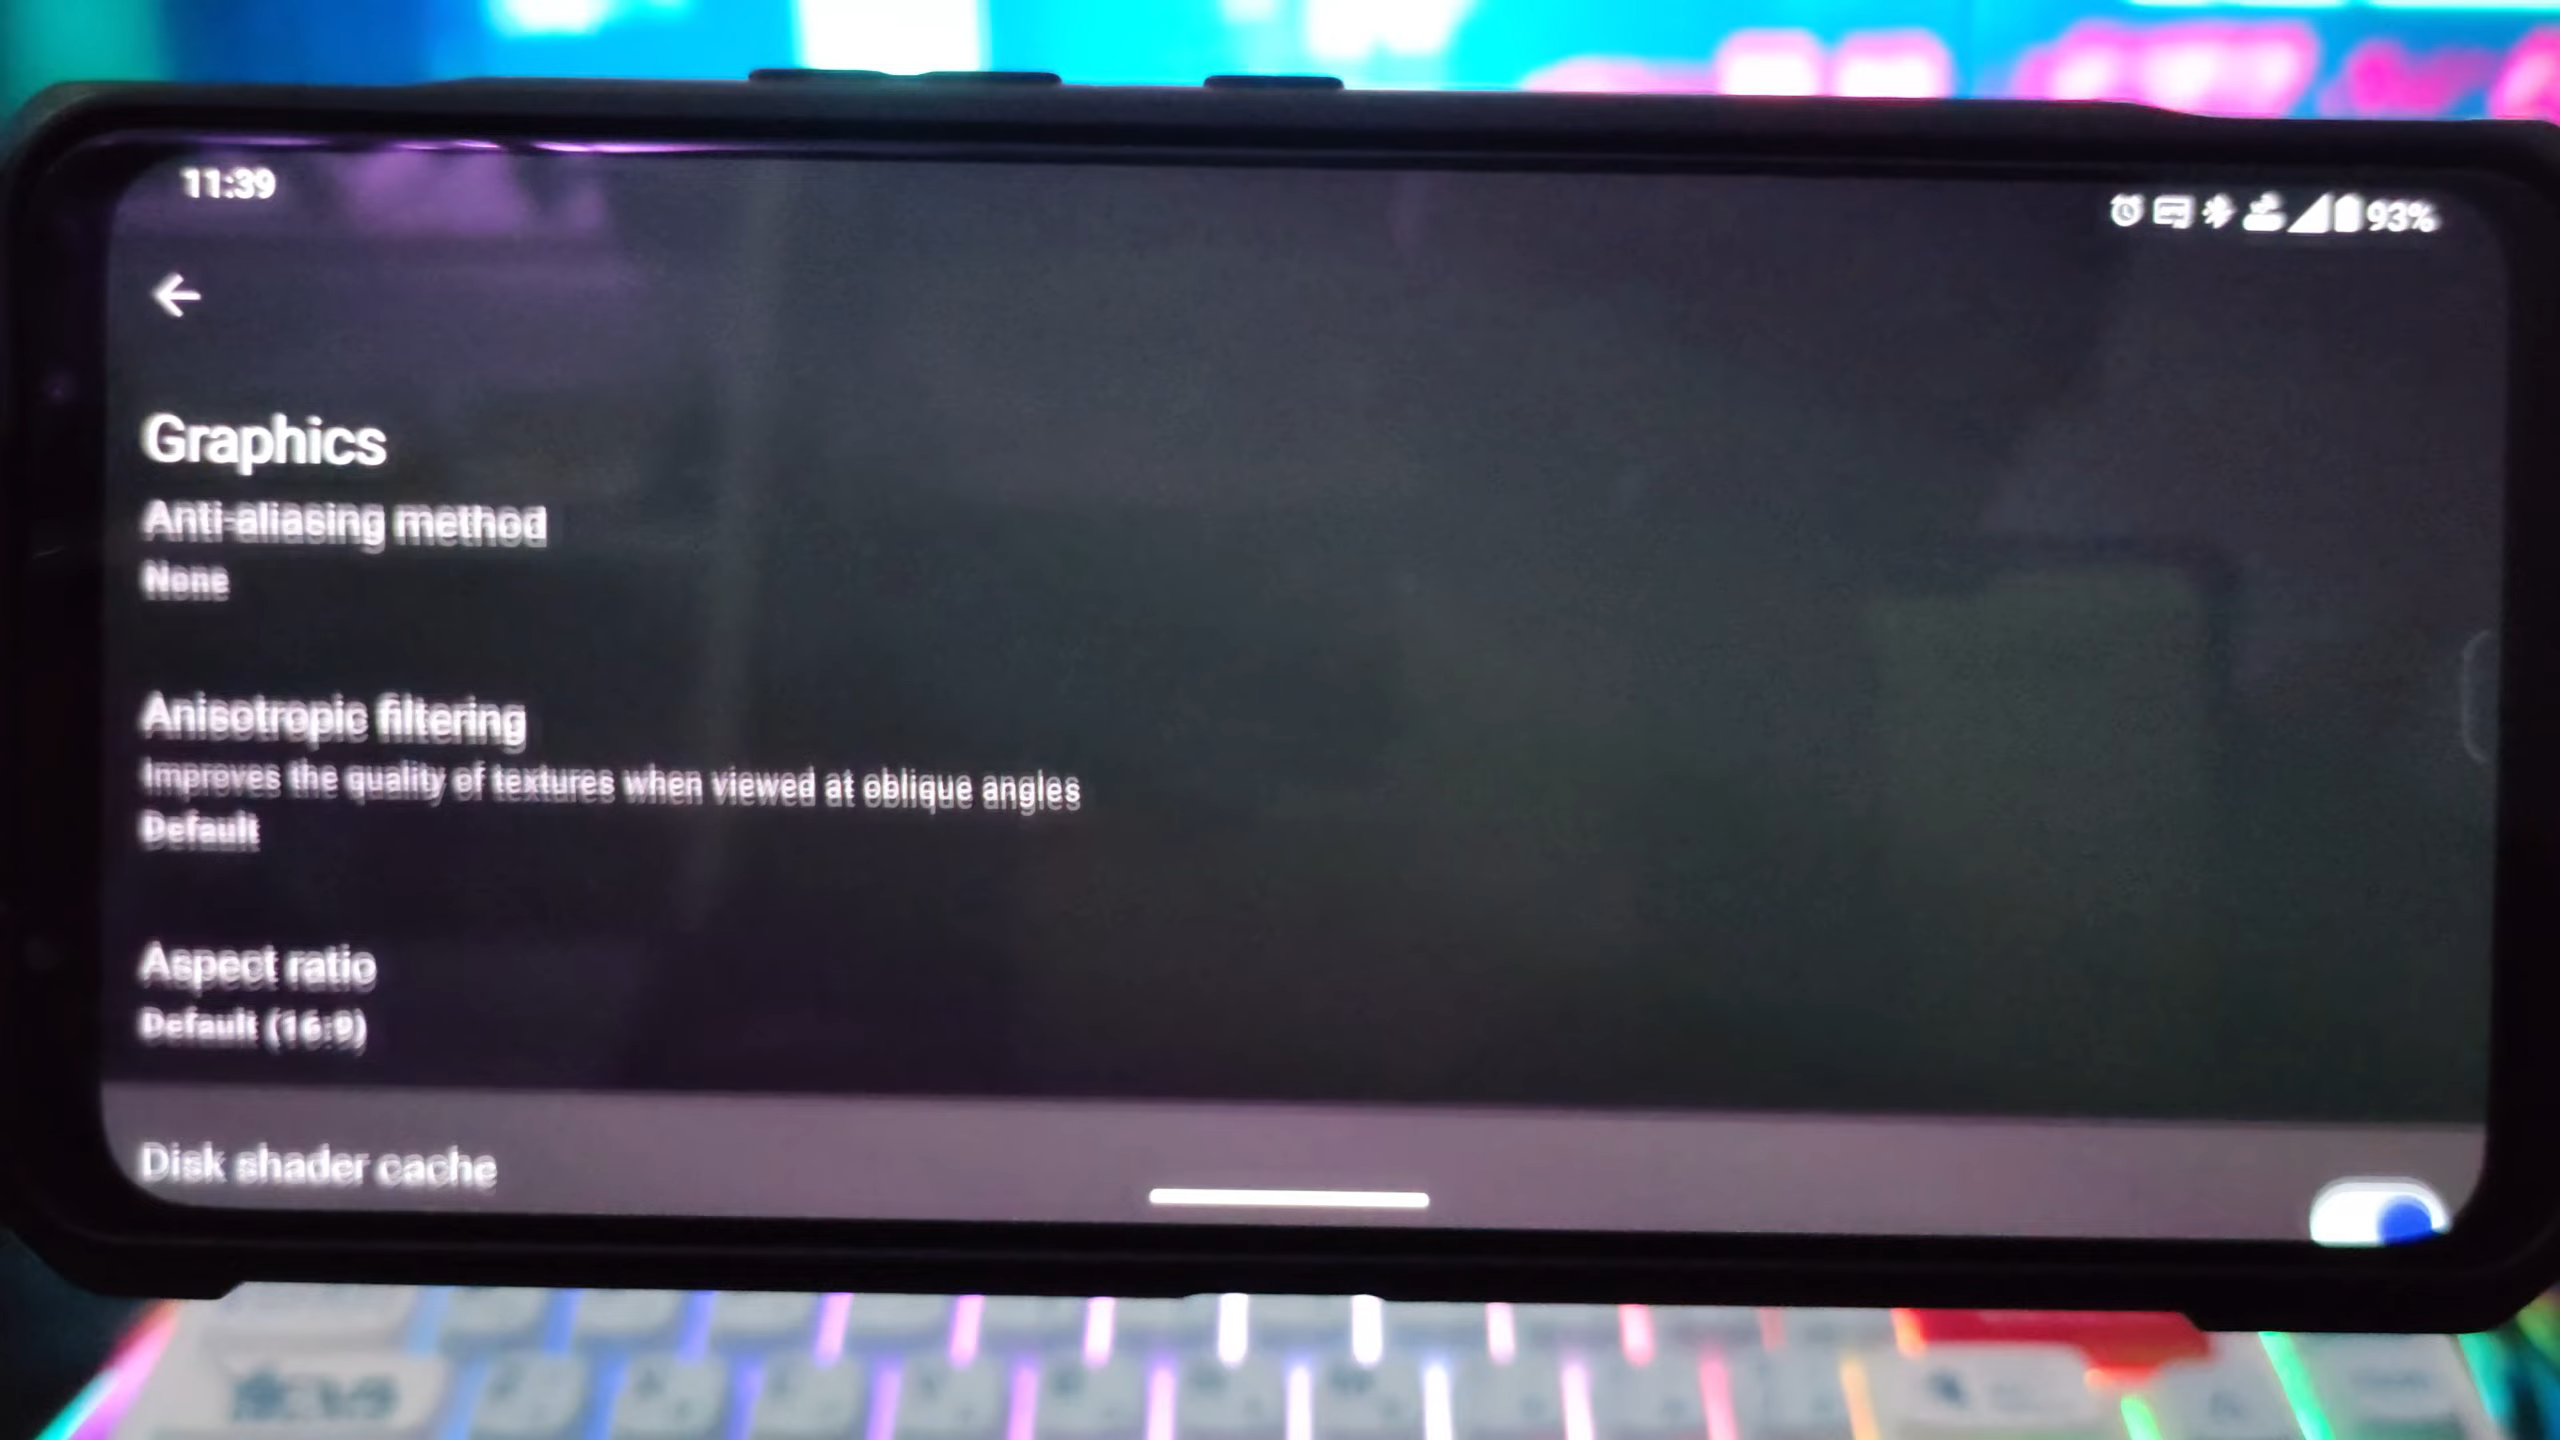 11:39
93%
Graphics
Anti-aliasing method
None
Anisotropic filtering
Improves the quality of textures when viewed at oblique angles
Default
Aspect ratio
Default (16:9)
Disk shader cache